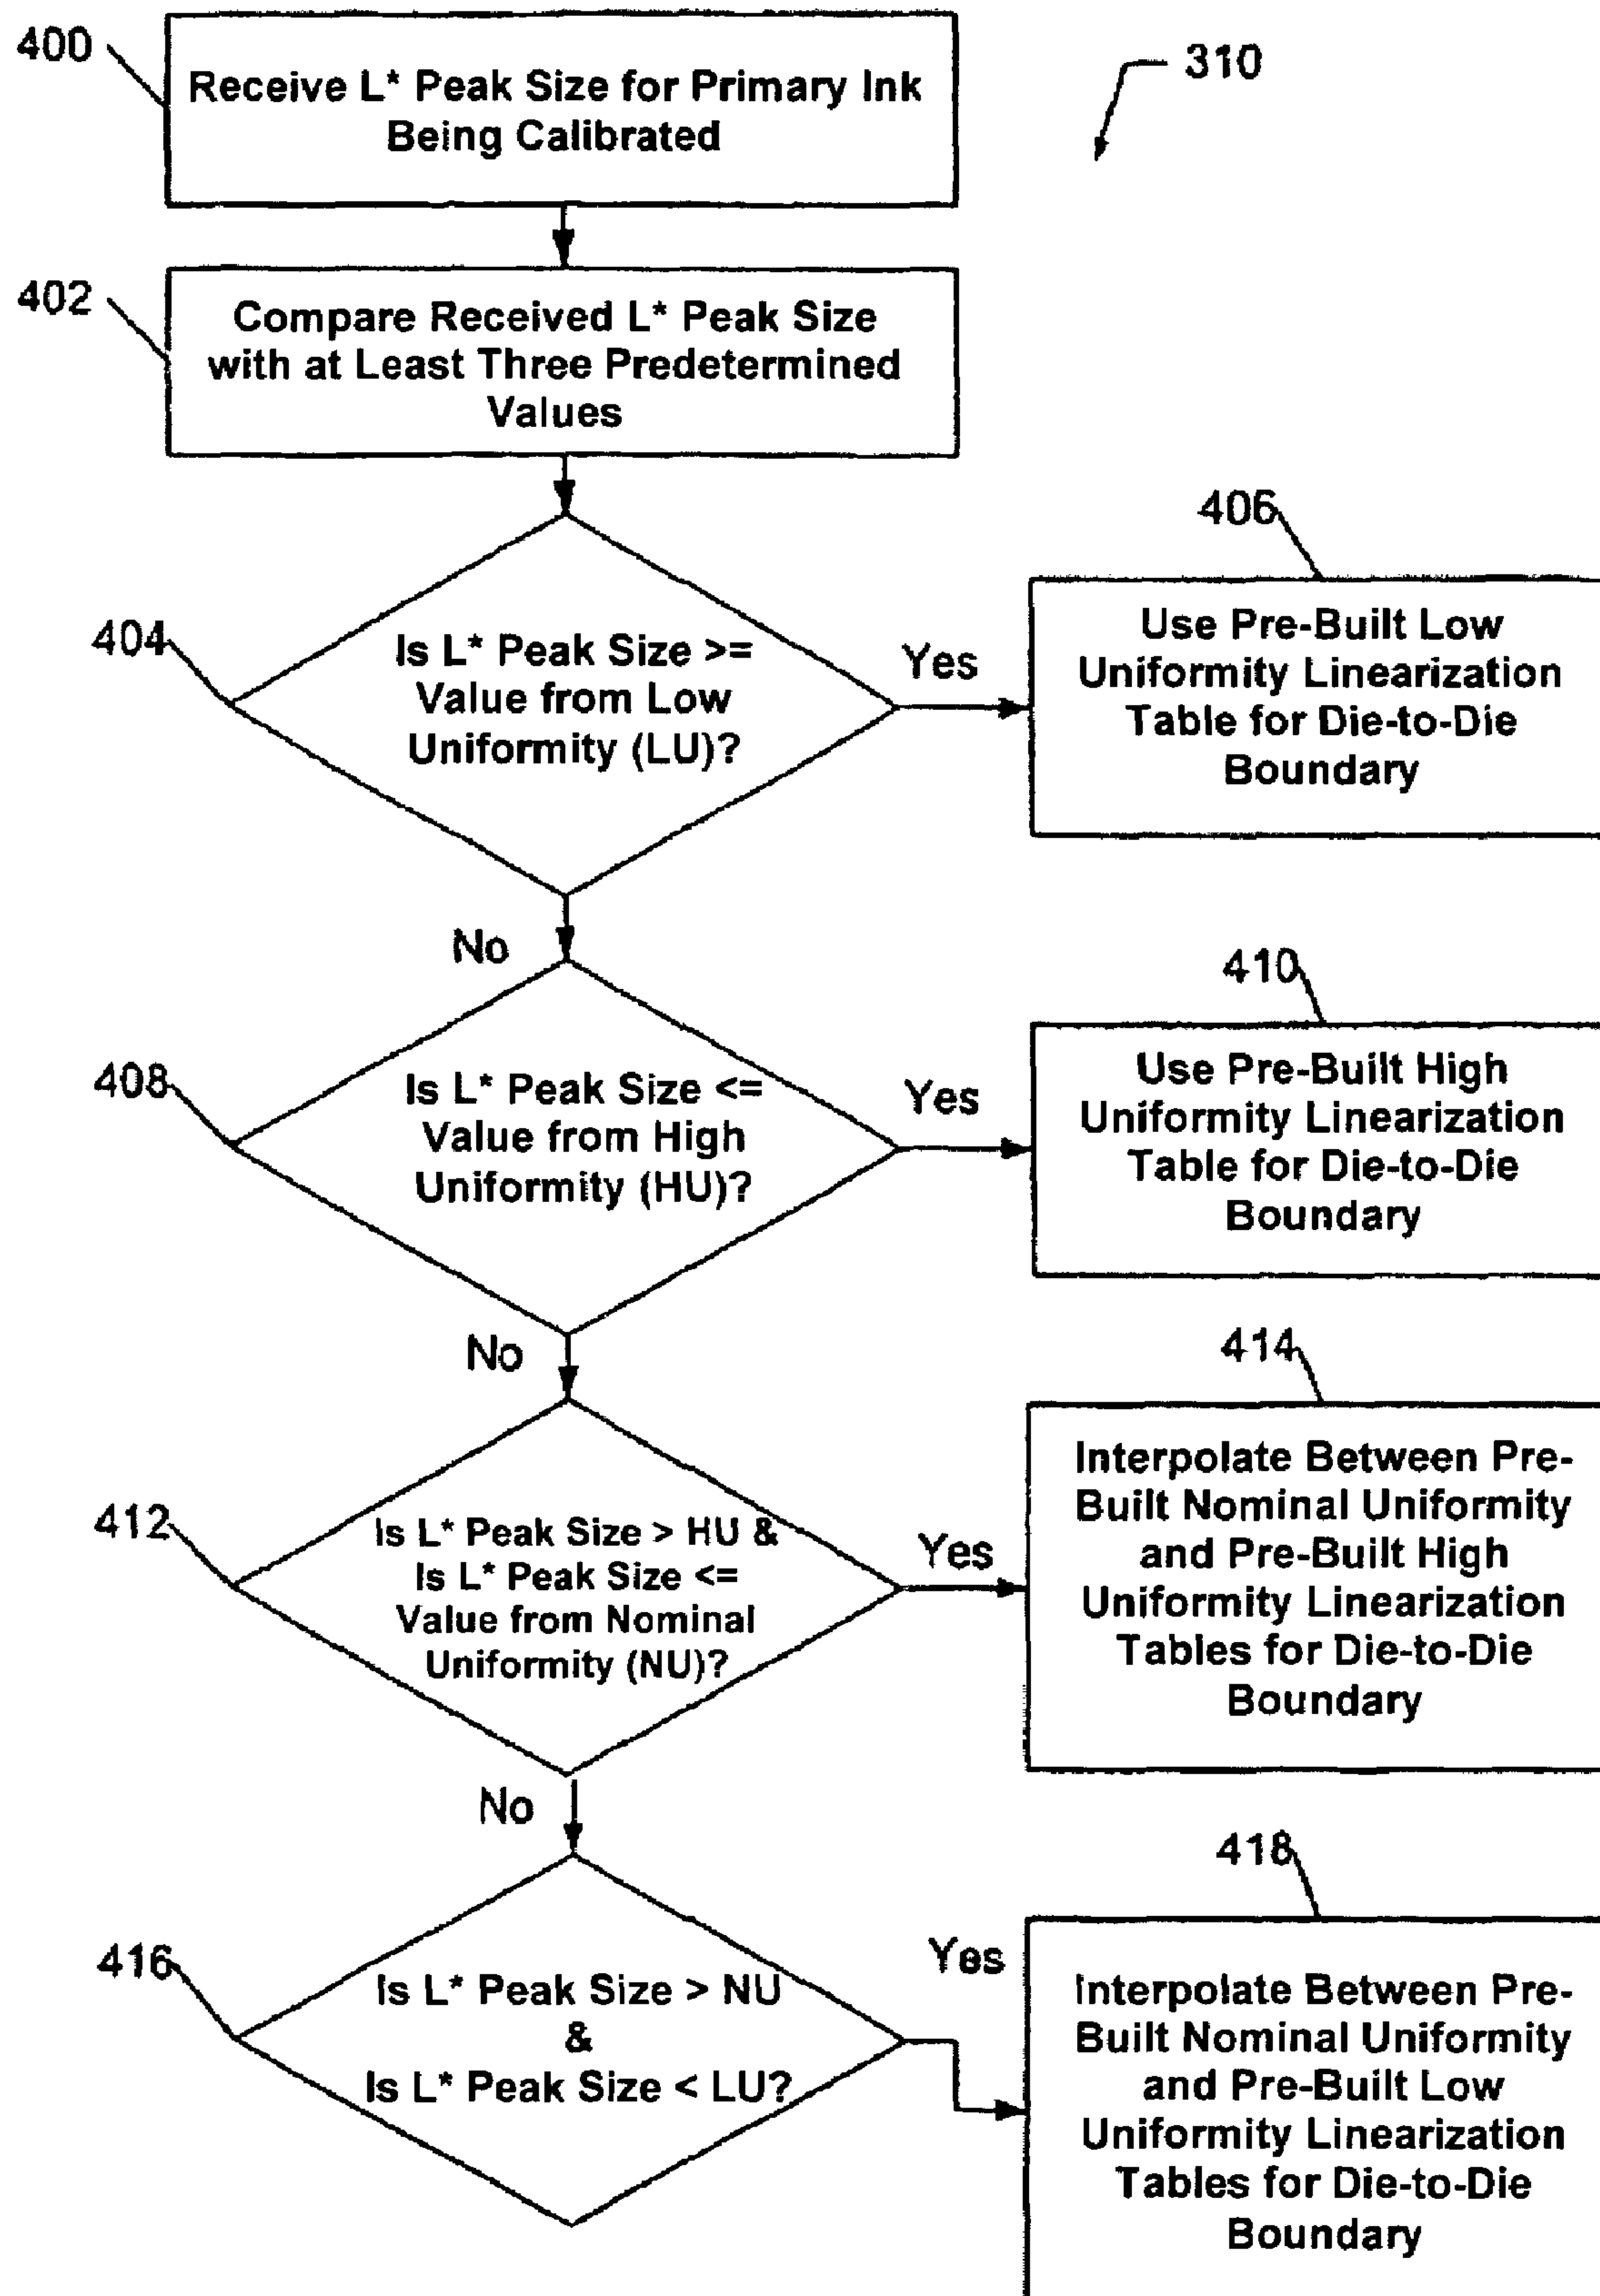 400
Receive L* Peak Size for Primary Ink
Being Calibrated
310
402
Compare Received L* Peak Size
with at Least Three Predetermined
Values
404
Is L* Peak Size >=
Value from Low
Uniformity (LU)?
Yes
406
Use Pre-Built Low
Uniformity Linearization
Table for Die-to-Die
Boundary
No
408
Is L* Peak Size <=
Value from High
Uniformity (HU)?
Yes
410
Use Pre-Built High
Uniformity Linearization
Table for Die-to-Die
Boundary
No
412
Is L* Peak Size > HU &
Is L* Peak Size <=
Value from Nominal
Uniformity (NU)?
Yes
414
Interpolate Between Pre-
Built Nominal Uniformity
and Pre-Built High
Uniformity Linearization
Tables for Die-to-Die
Boundary
No
416
Is L* Peak Size > NU
&
Is L* Peak Size < LU?
Yes
418
Interpolate Between Pre-
Built Nominal Uniformity
and Pre-Built Low
Uniformity Linearization
Tables for Die-to-Die
Boundary